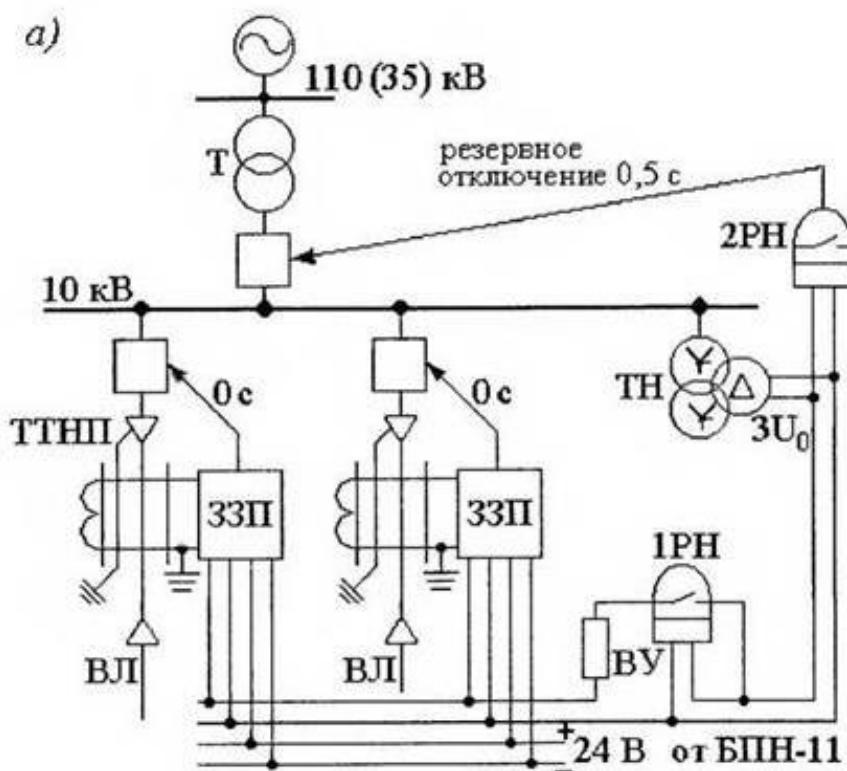 а)
110 (35) кВ
Т
резервное
отключение 0,5 с
2РН
10 кВ
0 с
0 с
ТТНП
ТН
3U₀
ЗЗП
ЗЗП
1РН
ВУ
ВЛ
ВЛ
+
24 В от БПН-11
–